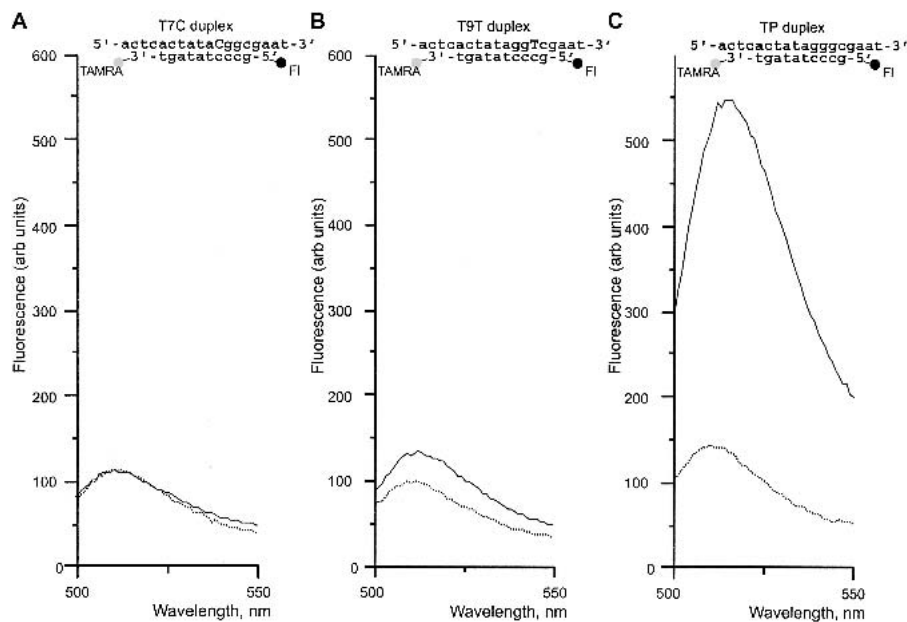 A
T7C duplex
5'-actcactataCggcgaat-3'
3'-tgatatcccg-5'
TAMRA
Fl
600
500
400
300
200
100
0
Fluorescence (arb units)
500
550
Wavelength, nm
B
T9T duplex
5'-actcactataggTcgaat-3'
3'-tgatatcccg-5'
TAMRA
Fl
600
500
400
300
200
100
0
Fluorescence (arb units)
500
550
Wavelength, nm
C
TP duplex
5'-actcactatagggcgaat-3'
3'-tgatatcccg-5'
TAMRA
Fl
500
400
300
200
100
0
Fluorescence (arb units)
500
550
Wavelength, nm